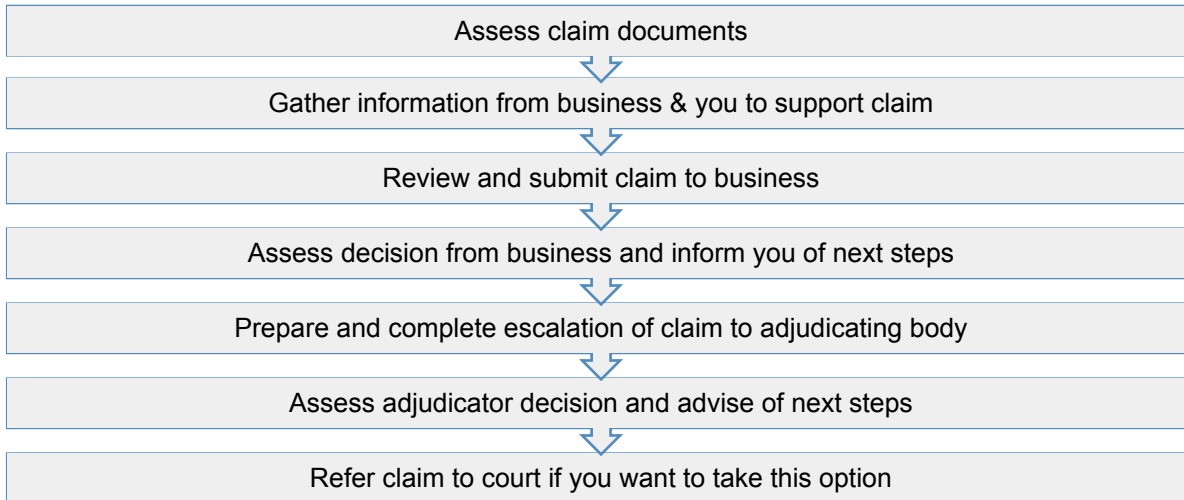 Assess claim documents
Gather information from business & you to support claim
Review and submit claim to business
Assess decision from business and inform you of next steps
Prepare and complete escalation of claim to adjudicating body
Assess adjudicator decision and advise of next steps
Refer claim to court if you want to take this option